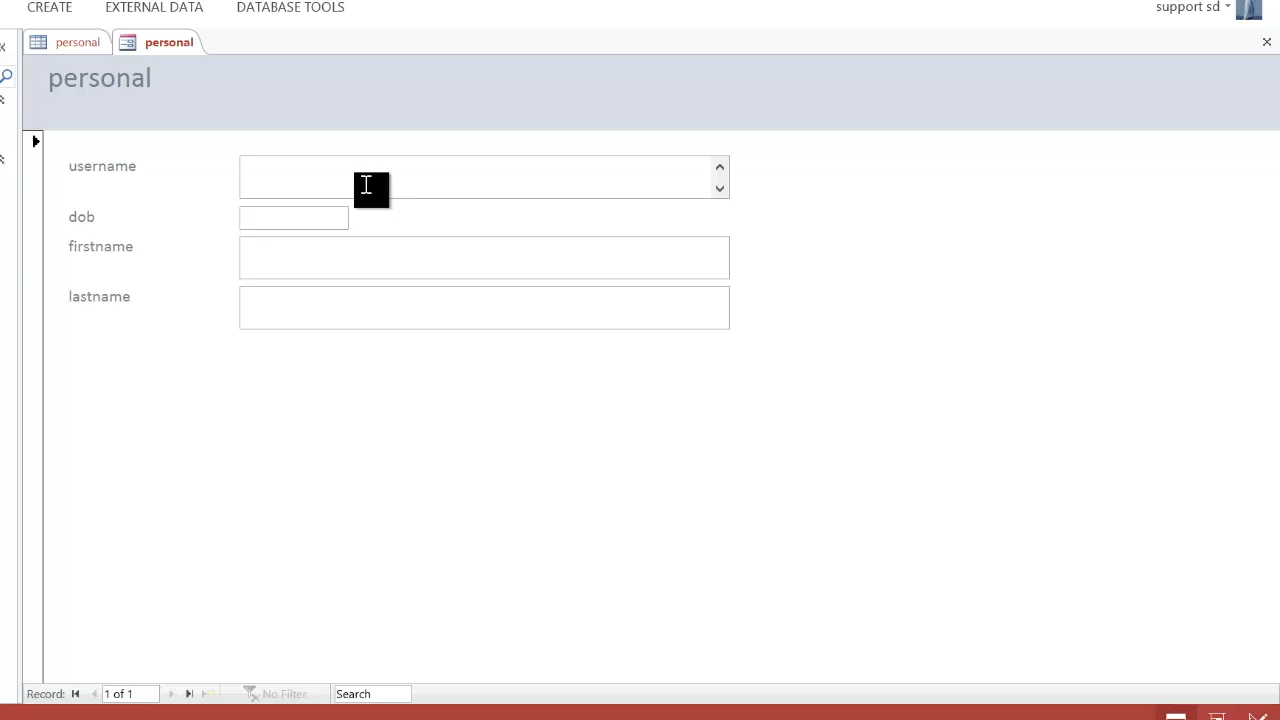 CREATE EXTERNAL DATA DATABASE TOOLS support sd
personal personal
personal
username
dob
firstname
lastname
Record: 1 of 1 No Filter Search